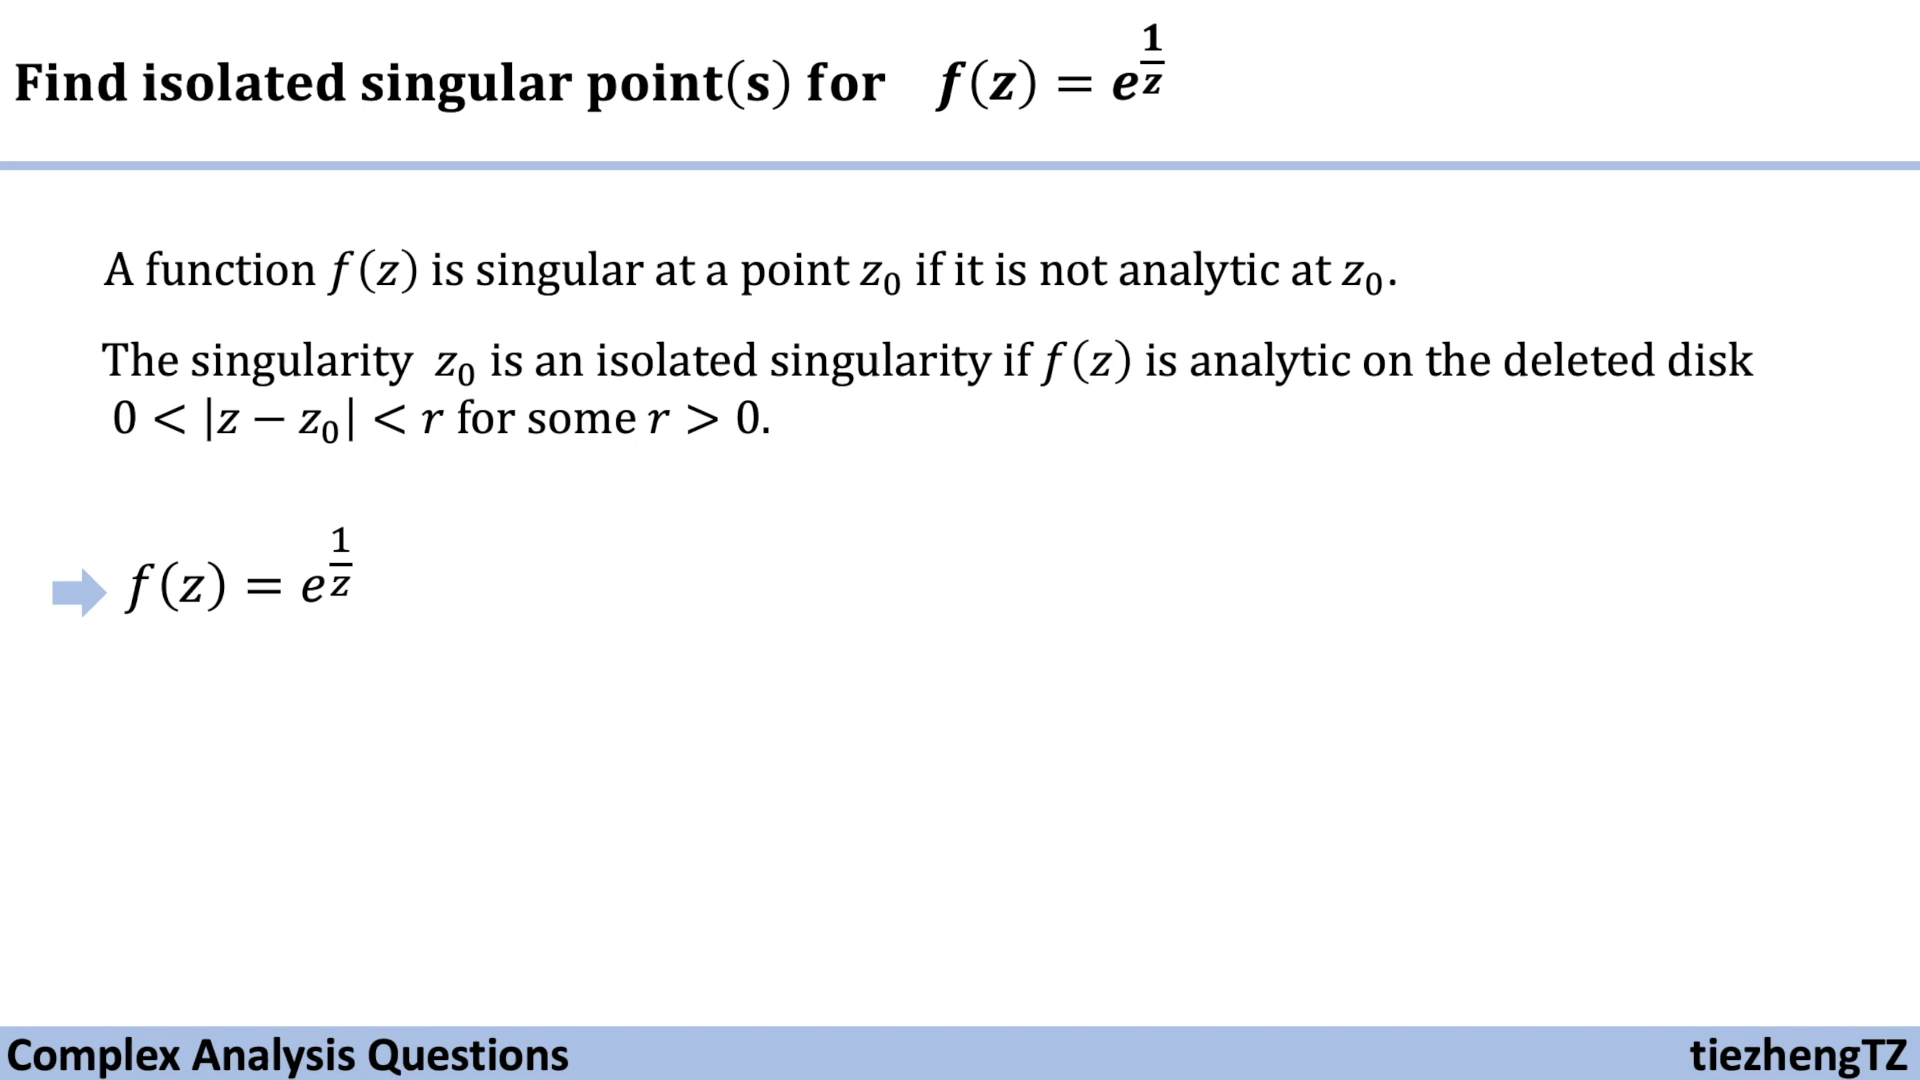 Find isolated singular point(s) for f(z) = e^{\frac{1}{z}}
A function f(z) is singular at a point z₀ if it is not analytic at z₀.
The singularity z₀ is an isolated singularity if f(z) is analytic on the deleted disk
0 < |z − z₀| < r for some r > 0.
f(z) = e^{\frac{1}{z}}
Complex Analysis Questions
tiezhengTZ